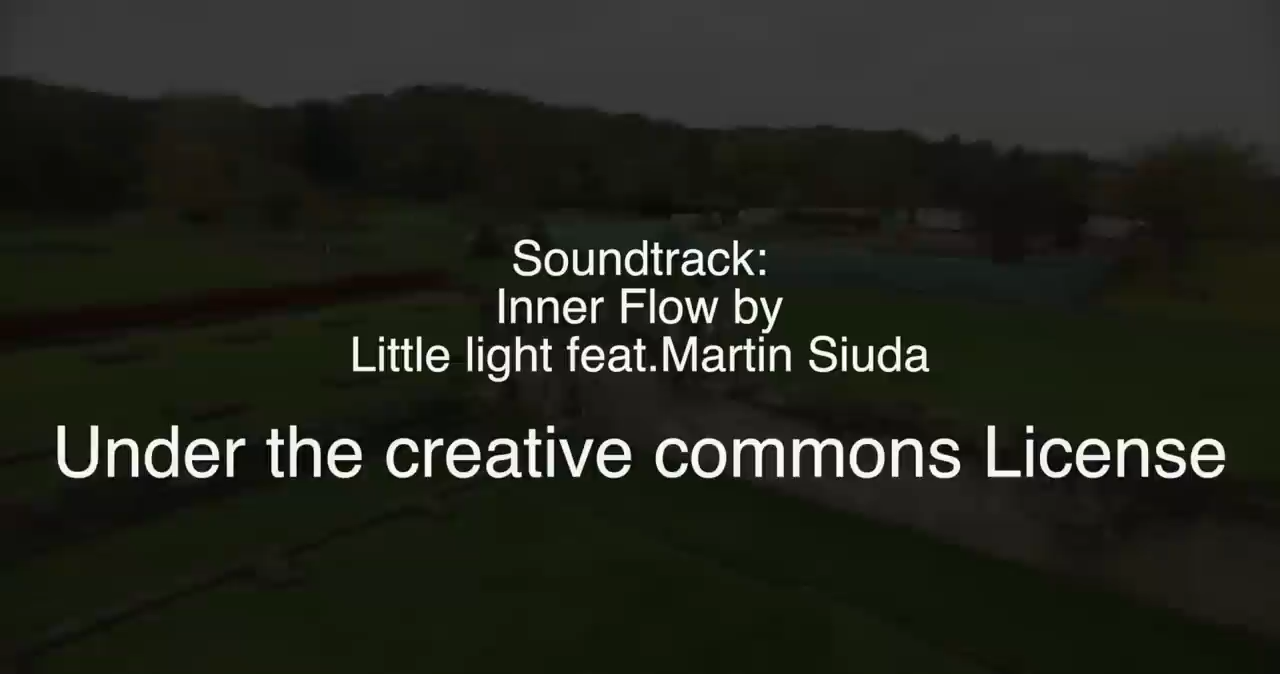 Soundtrack:
Inner Flow by
Little light feat.Martin Siuda
Under the creative commons License